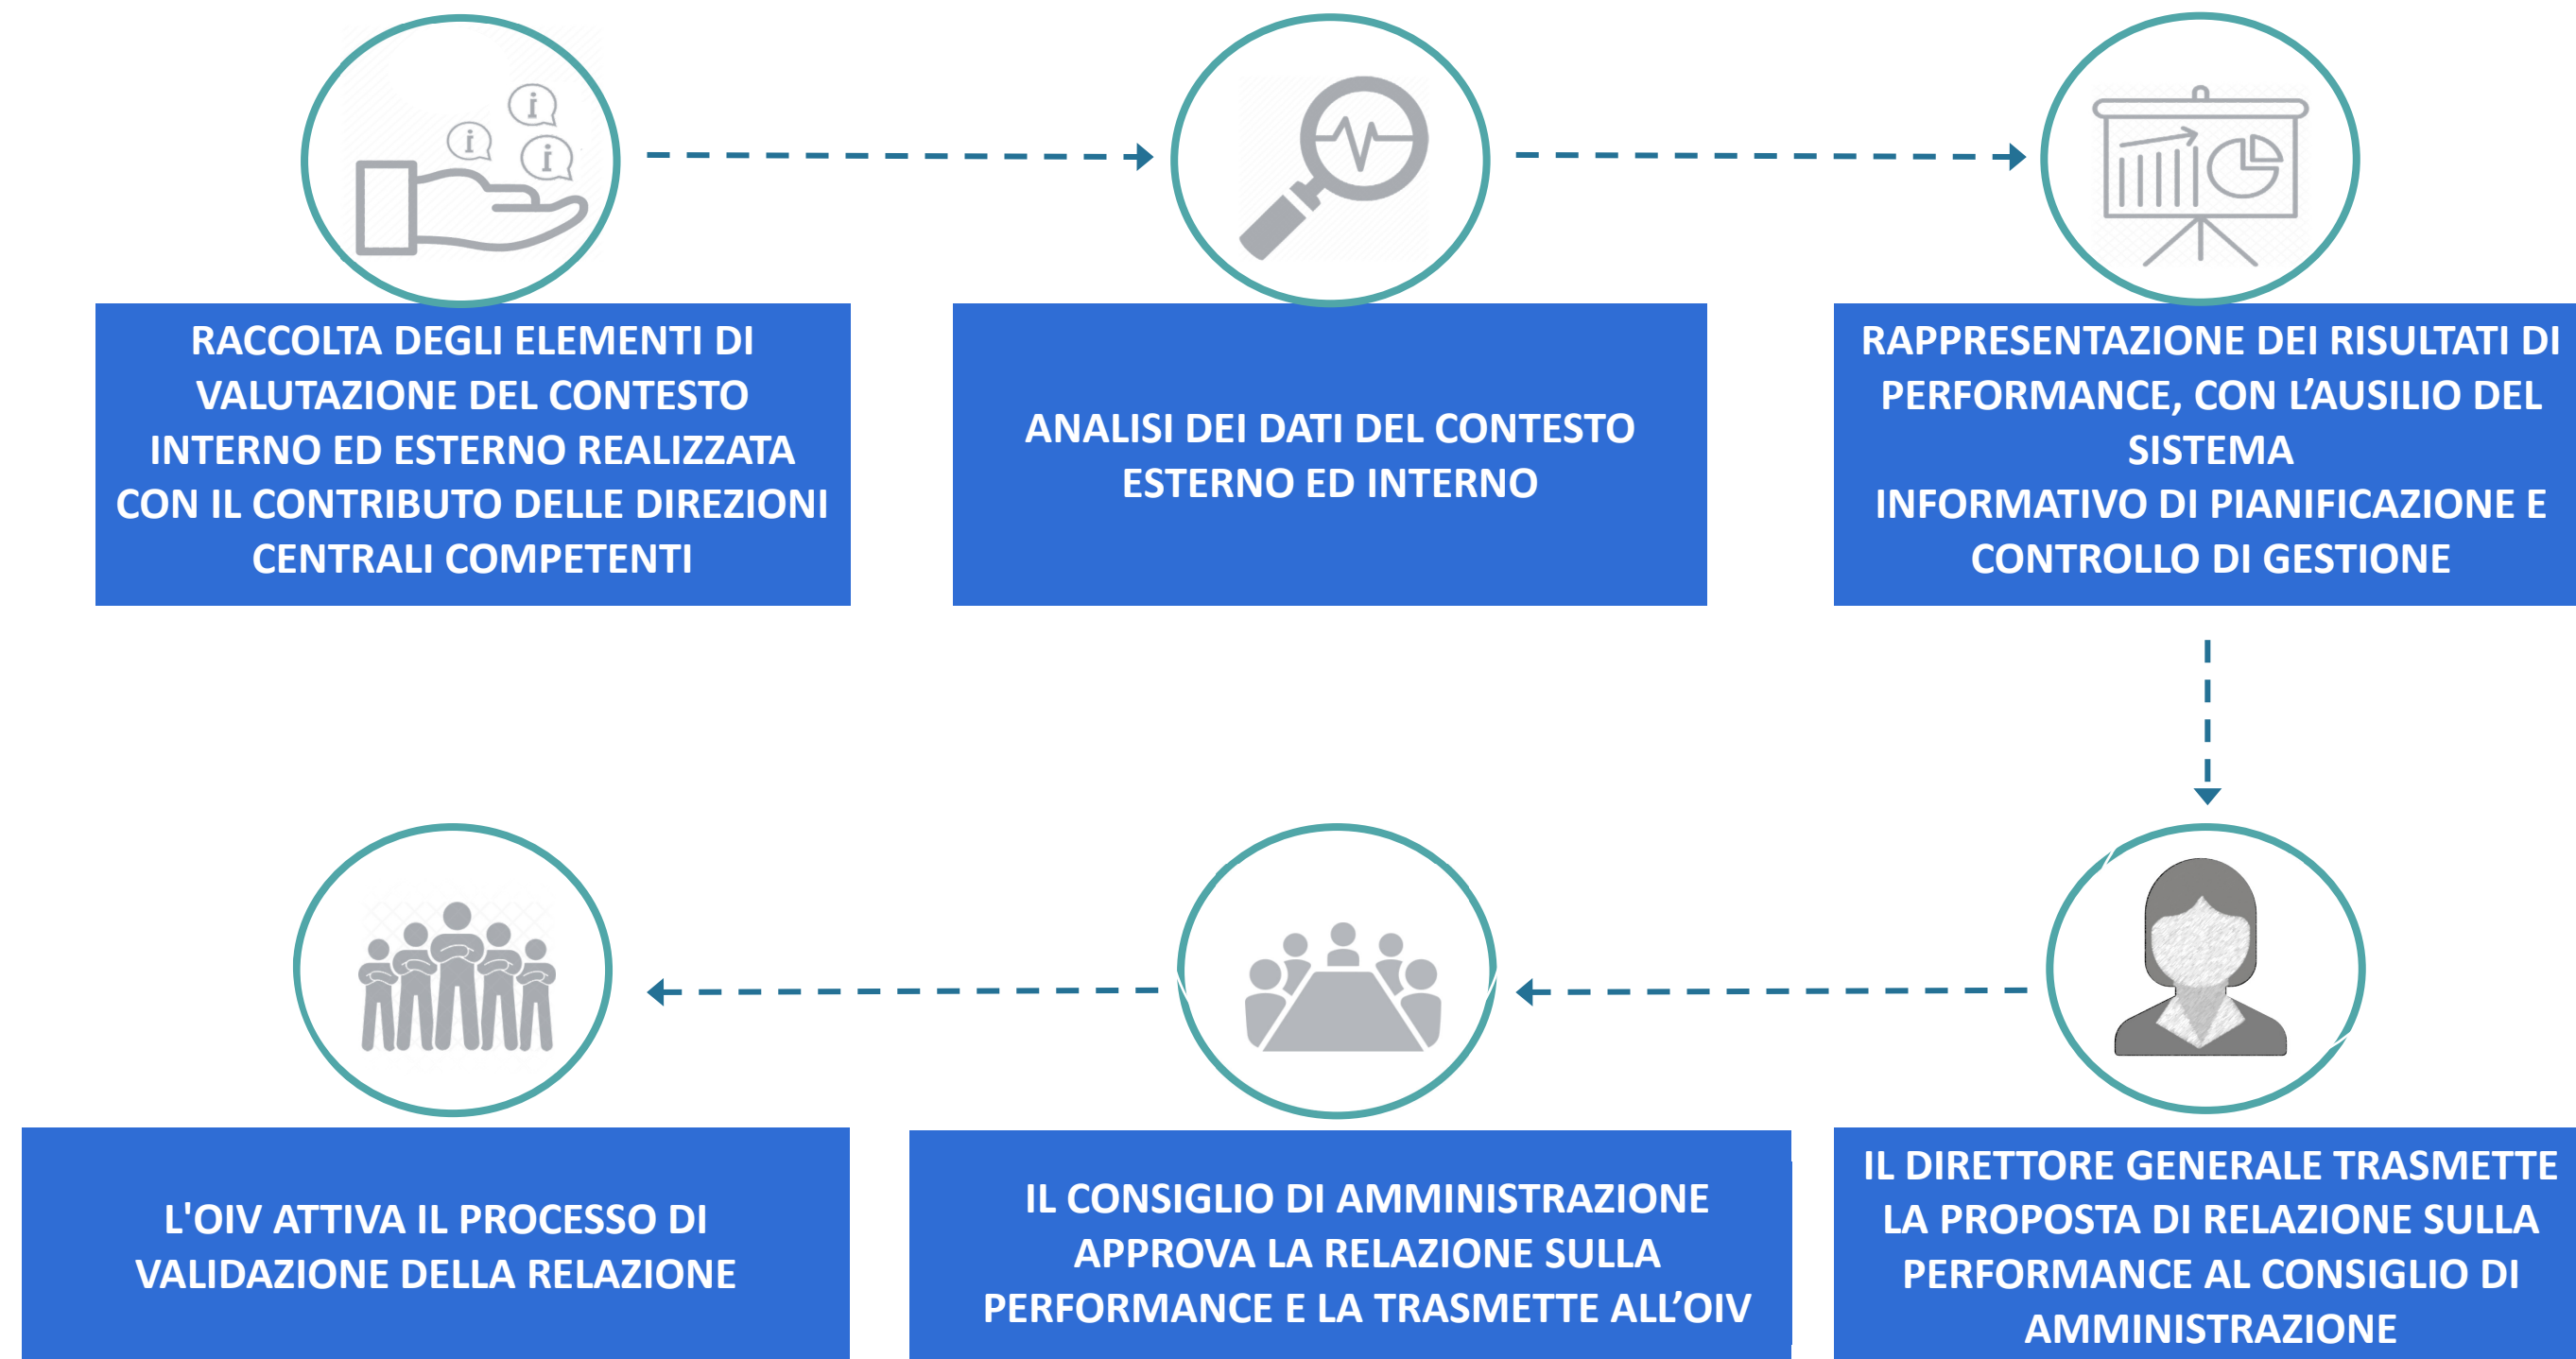 RACCOLTA DEGLI ELEMENTI DI
VALUTAZIONE DEL CONTESTO
INTERNO ED ESTERNO REALIZZATA
CON IL CONTRIBUTO DELLE DIREZIONI
CENTRALI COMPETENTI
ANALISI DEI DATI DEL CONTESTO
ESTERNO ED INTERNO
RAPPRESENTAZIONE DEI RISULTATI DI
PERFORMANCE, CON L’AUSILIO DEL
SISTEMA
INFORMATIVO DI PIANIFICAZIONE E
CONTROLLO DI GESTIONE
IL DIRETTORE GENERALE TRASMETTE
LA PROPOSTA DI RELAZIONE SULLA
PERFORMANCE AL CONSIGLIO DI
AMMINISTRAZIONE
IL CONSIGLIO DI AMMINISTRAZIONE
APPROVA LA RELAZIONE SULLA
PERFORMANCE E LA TRASMETTE ALL’OIV
L'OIV ATTIVA IL PROCESSO DI
VALIDAZIONE DELLA RELAZIONE